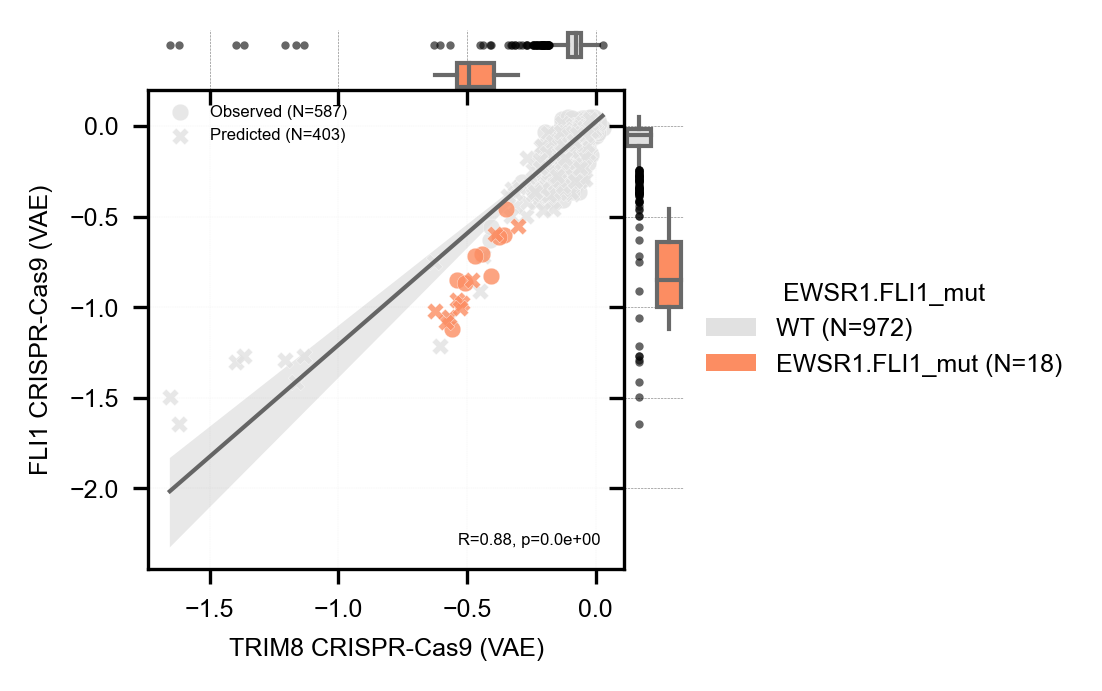 Observed (N=587)
Predicted (N=403)
0.0
−0.5
−1.0
−1.5
−2.0
FLI1 CRISPR-Cas9 (VAE)
R=0.88, p=0.0e+00
−1.5
−1.0
−0.5
0.0
TRIM8 CRISPR-Cas9 (VAE)
EWSR1.FLI1_mut
WT (N=972)
EWSR1.FLI1_mut (N=18)